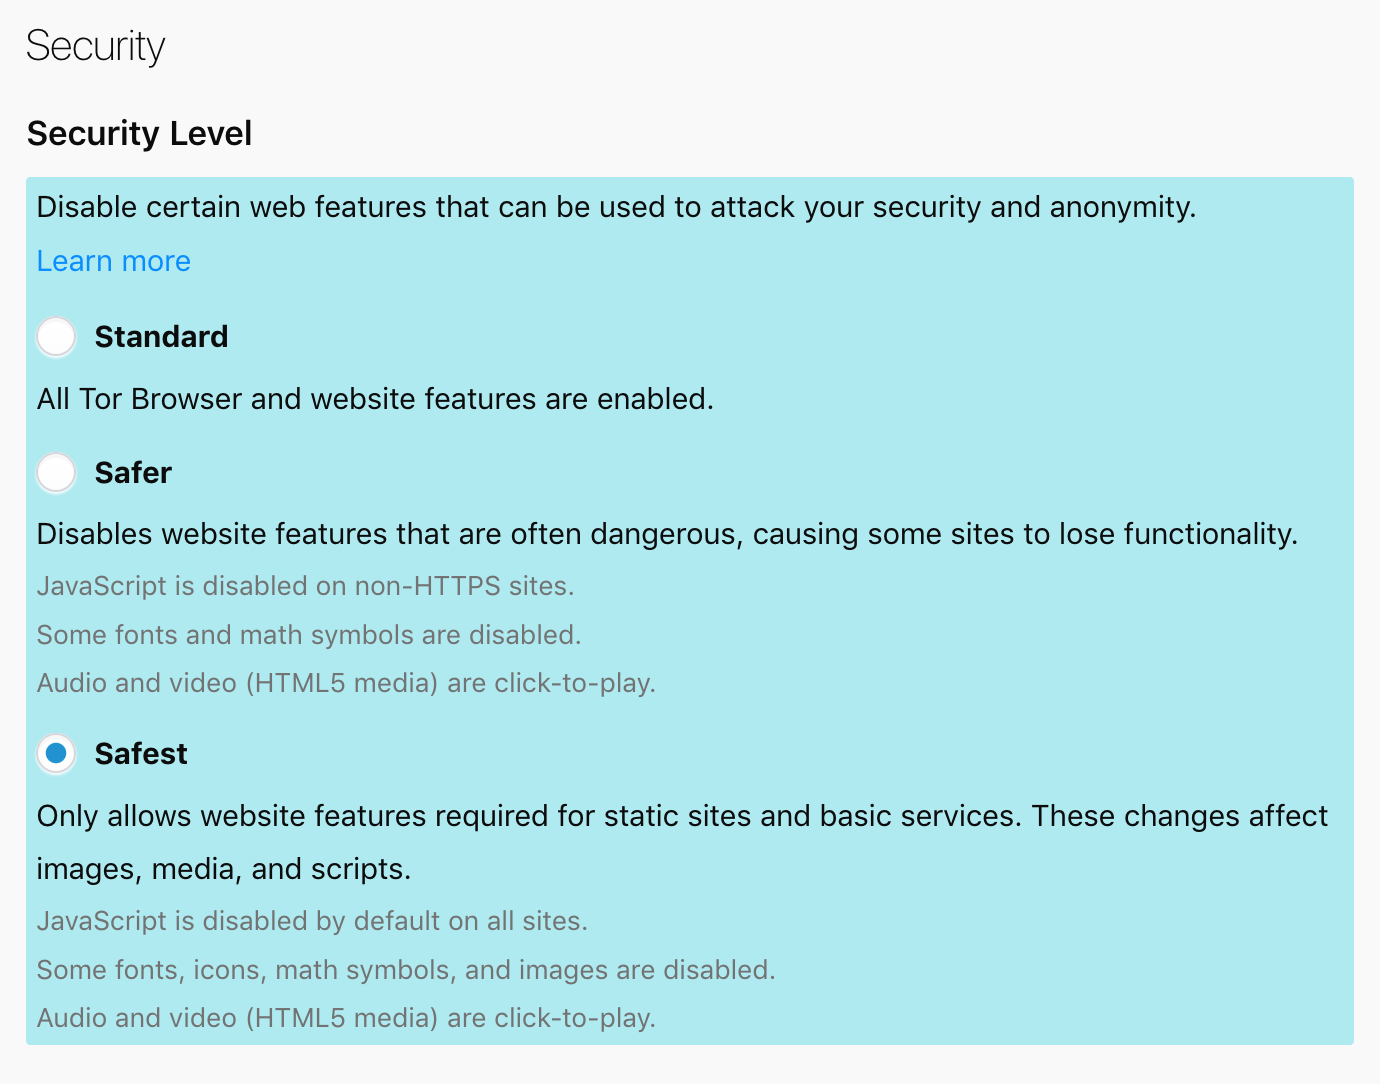 Security
Security Level
Disable certain web features that can be used to attack your security and anonymity.
Learn more
Standard
All Tor Browser and website features are enabled.
Safer
Disables website features that are often dangerous, causing some sites to lose functionality.
JavaScript is disabled on non-HTTPS sites.
Some fonts and math symbols are disabled.
Audio and video (HTML5 media) are click-to-play.
Safest
Only allows website features required for static sites and basic services. These changes affect
images, media, and scripts.
JavaScript is disabled by default on all sites.
Some fonts, icons, math symbols, and images are disabled.
Audio and video (HTML5 media) are click-to-play.